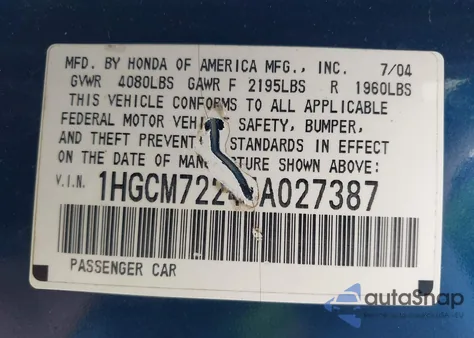 MFD. BY HONDA OF AMERICA MFG., INC. 7/04
GVWR 4080LBS GAWR F 2195LBS R 1960LBS
THIS VEHICLE CONFORMS TO ALL APPLICABLE
FEDERAL MOTOR SAFETY, BUMPER,
AND THEFT STANDARDS IN EFFECT
ON THE DATE OF SHOWN ABOVE:
V.I.N.
PASSENGER CAR
autoSnap